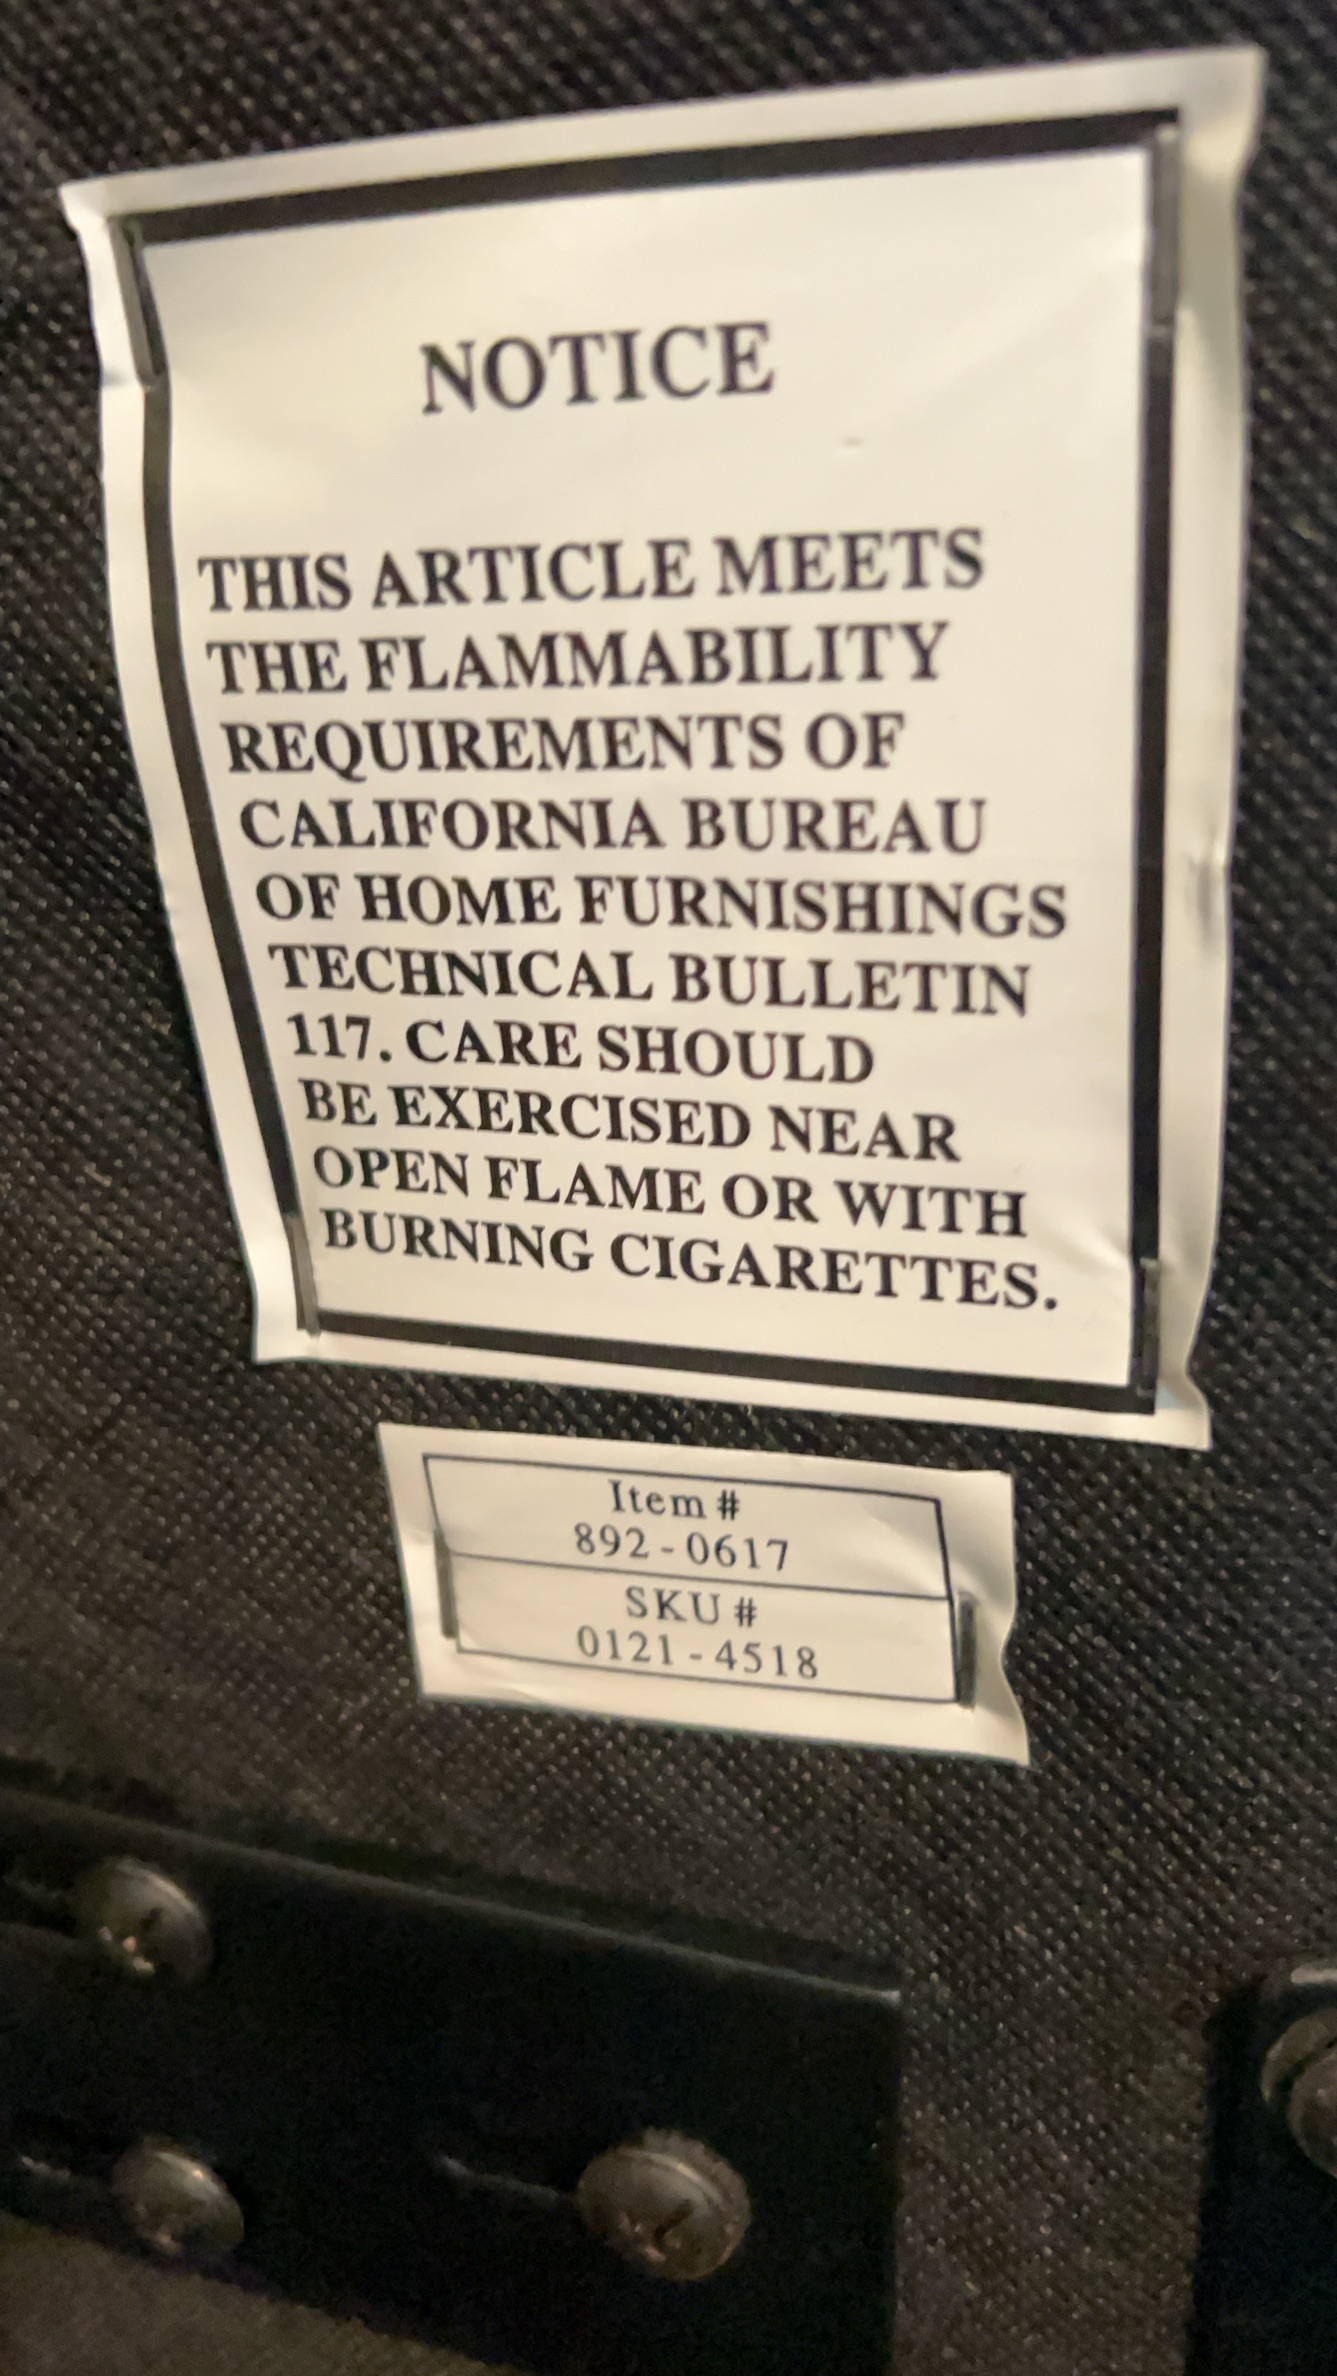 NOTICE
THIS ARTICLE MEETS
THE FLAMMABILITY
REQUIREMENTS OF
CALIFORNIA BUREAU
OF HOME FURNISHINGS
TECHNICAL BULLETIN
117. CARE SHOULD
BE EXERCISED NEAR
OPEN FLAME OR WITH
BURNING CIGARETTES.
Item #
892-0617
SKU #
0121-4518